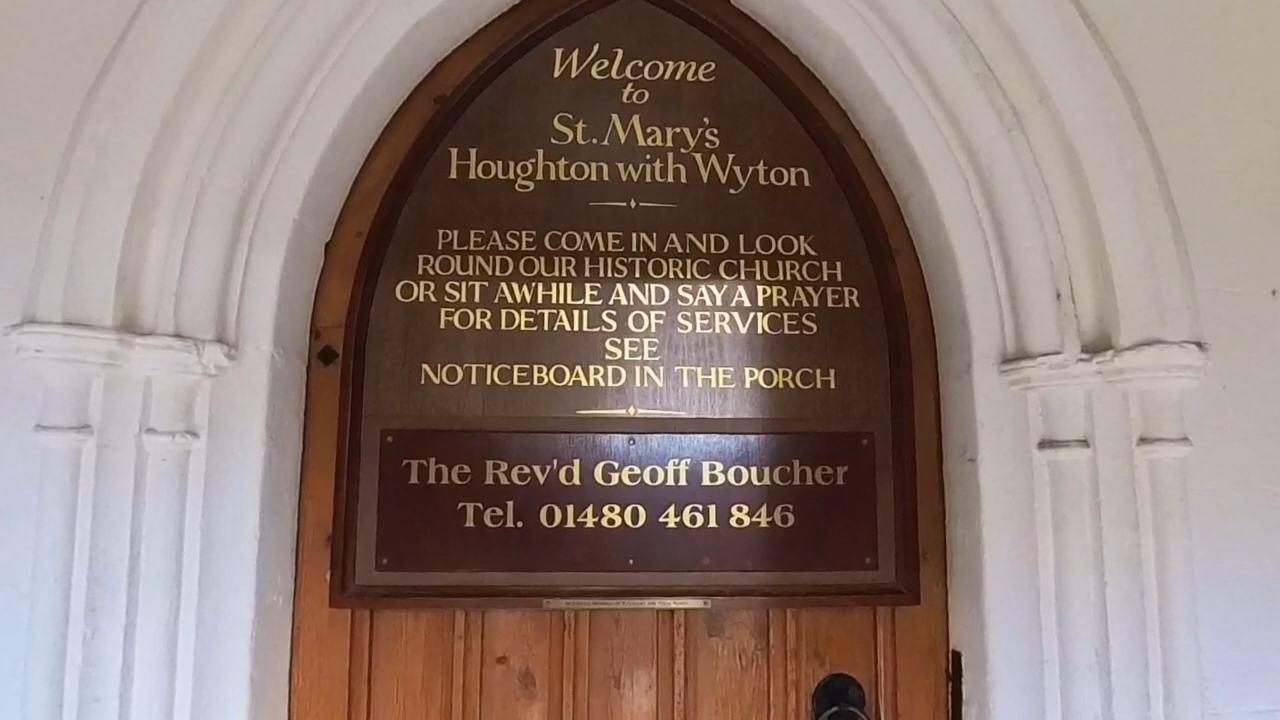 Welcome
to
St. Mary's
Houghton with Wyton
PLEASE COME IN AND LOOK
ROUND OUR HISTORIC CHURCH
OR SIT AWHILE AND SAY A PRAYER
FOR DETAILS OF SERVICES
SEE
NOTICEBOARD IN THE PORCH
The Rev'd Geoff Boucher
Tel. 01480 461 846